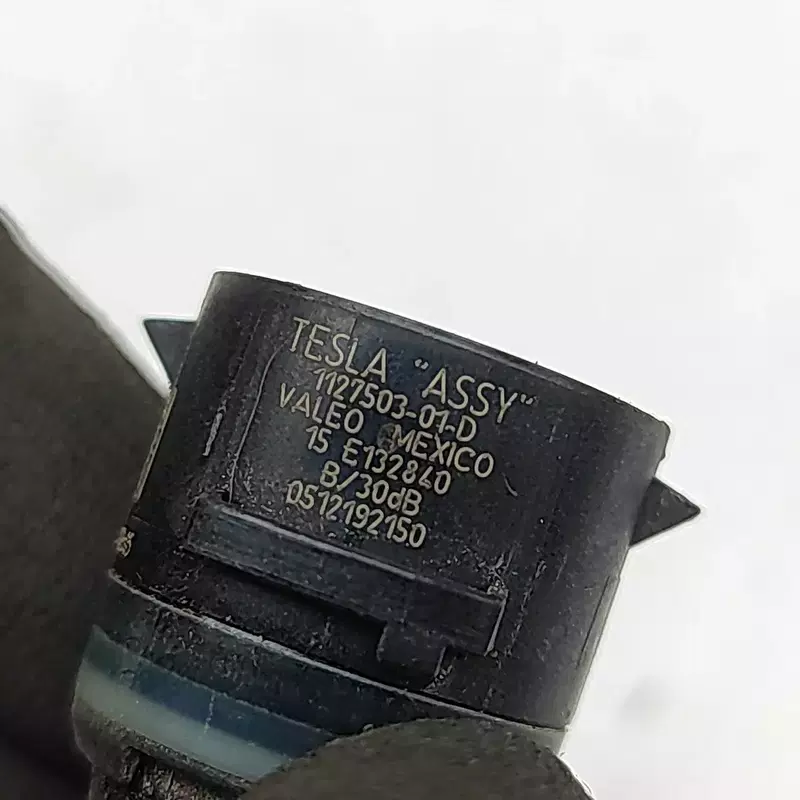 TESLA "ASSY"
1127503-01-D
VALEO MEXICO
15 E132840
B/30dB
0512192150